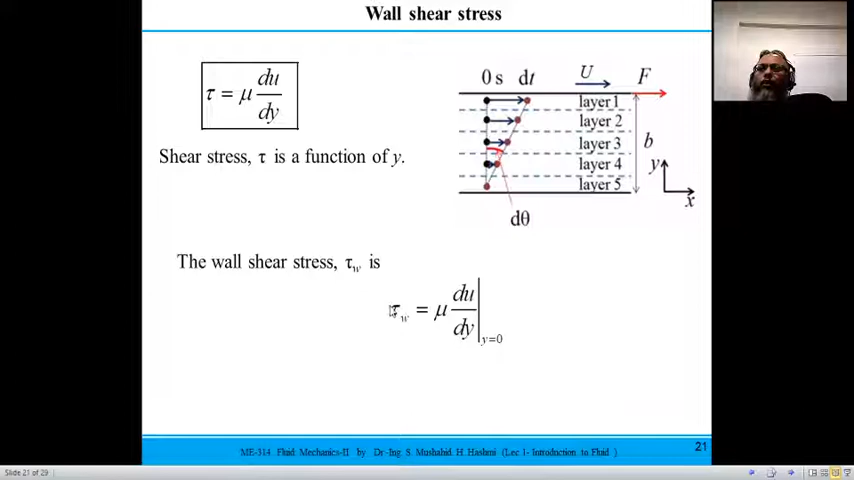 Wall shear stress
τ = μ du/dy
Shear stress, τ is a function of y.
0 s dt U F
layer 1
layer 2
layer 3
layer 4
layer 5
b
y
x
dθ
The wall shear stress, τw is
τw = μ du/dy |y=0
ME-314 Fluid Mechanics-II by Dr-Ing. S. Mushahid H. Hashmi (Lec 1- Introduction to Fluid )
21
Slide 21 of 29